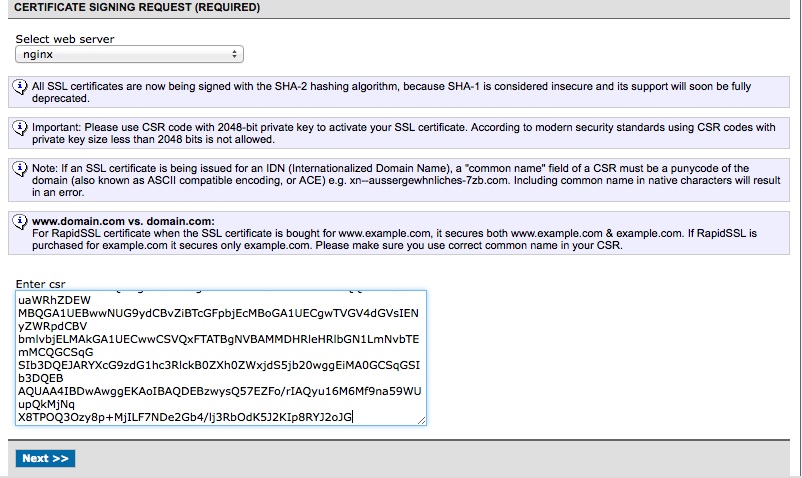 CERTIFICATE SIGNING REQUEST (REQUIRED)
Select web server
nginx
All SSL certificates are now being signed with the SHA-2 hashing algorithm, because SHA-1 is considered insecure and its support will soon be fully
deprecated.
Important: Please use CSR code with 2048-bit private key to activate your SSL certificate. According to modern security standards using CSR codes with
private key size less than 2048 bits is not allowed.
Note: If an SSL certificate is being issued for an IDN (Internationalized Domain Name), a "common name" field of a CSR must be a punycode of the
domain (also known as ASCII compatible encoding, or ACE) e.g. xn--aussergewhnliches-7zb.com. Including common name in native characters will result
in an error.
www.domain.com vs. domain.com:
For RapidSSL certificate when the SSL certificate is bought for www.example.com, it secures both www.example.com & example.com. If RapidSSL is
purchased for example.com it secures only example.com. Please make sure you use correct common name in your CSR.
Enter csr
uaWRhZDEW
MBQGA1UEBwwNUG9ydCBvZiBTcGFpbjEcMBoGA1UECgwTVGV4dGVsIEN
yZWRpdCBV
bmlvbjELMAkGA1UECwwCSVQxFTATBgNVBAMMDHRleHRlbGN1LmNvbTE
mMCQGCSqG
SIb3DQEJARYXcG9zdG1hc3RlckB0ZXh0ZWxjdS5jb20wggEiMA0GCSqGSI
b3DQEB
AQUAA4IBDwAwggEKAoIBAQDEBzwysQ57EZFo/rIAQyu16M6Mf9na59WU
upQkMjNq
X8TPOQ3Ozy8p+MjILF7NDe2Gb4/lj3RbOdK5J2KIp8RYJ2oJG
Next >>